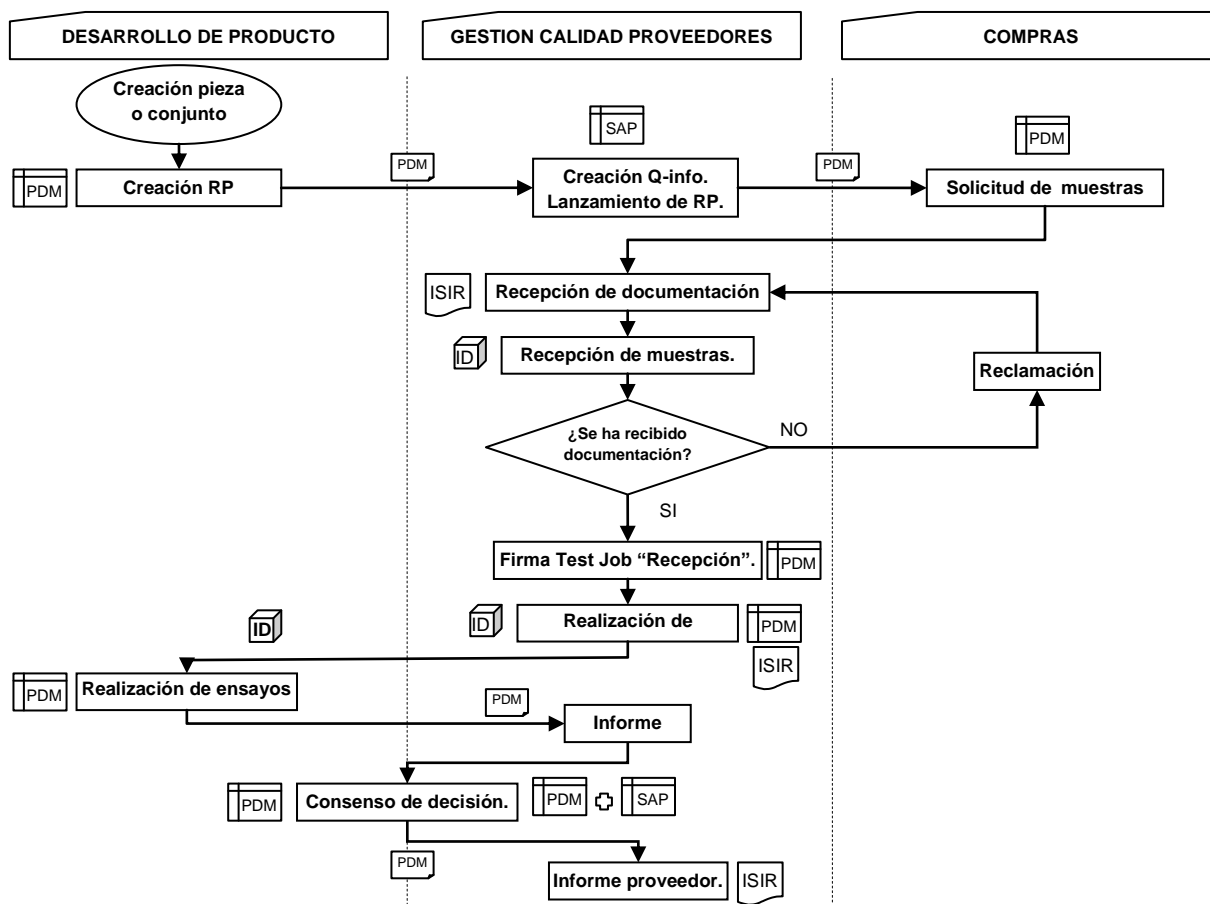 DESARROLLO DE PRODUCTO
GESTION CALIDAD PROVEEDORES
COMPRAS
Creación pieza
o conjunto
SAP
PDM
PDM
Creación RP
PDM
Creación Q-info.
Lanzamiento de RP.
PDM
Solicitud de muestras
ISIR
Recepción de documentación
ID
Recepción de muestras.
Reclamación
¿Se ha recibido
documentación?
NO
SI
Firma Test Job “Recepción”.
PDM
ID
ID
Realización de
PDM
ISIR
PDM
Realización de ensayos
PDM
Informe
PDM
Consenso de decisión.
PDM
SAP
PDM
Informe proveedor.
ISIR